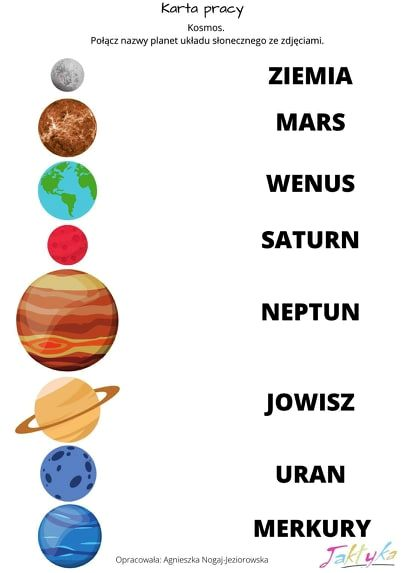 Karta pracy
Kosmos.
Połącz nazwy planet układu słonecznego ze zdjęciami.
ZIEMIA
MARS
WENUS
SATURN
NEPTUN
JOWISZ
URAN
MERKURY
Opracowała: Agnieszka Nogaj-Jeziorowska
Jaktyka